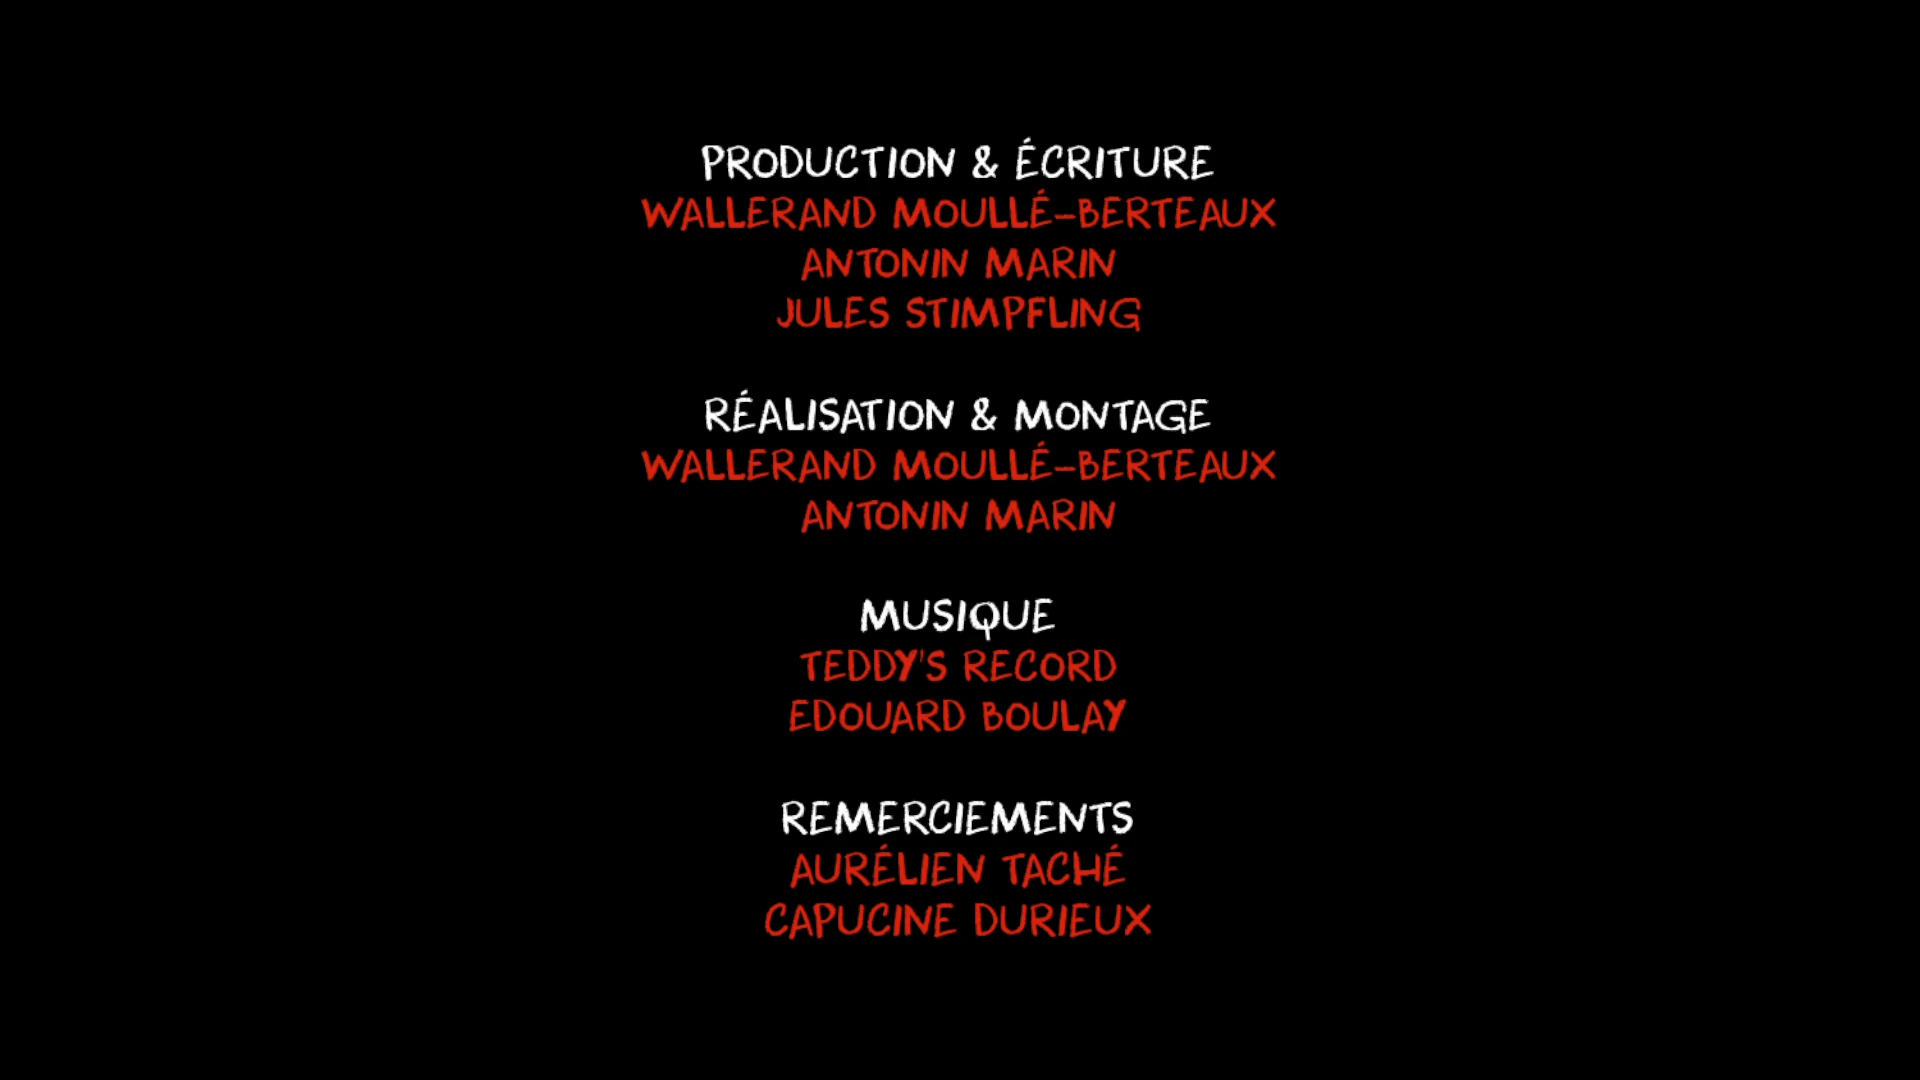 PRODUCTION & ÉCRITURE
WALLERAND MOULLÉ-BERTEAUX
ANTONIN MARIN
JULES STIMPFLING
RÉALISATION & MONTAGE
WALLERAND MOULLÉ-BERTEAUX
ANTONIN MARIN
MUSIQUE
TEDDY'S RECORD
EDOUARD BOULAY
REMERCIEMENTS
AURÉLIEN TACHÉ
CAPUCINE DURIEUX